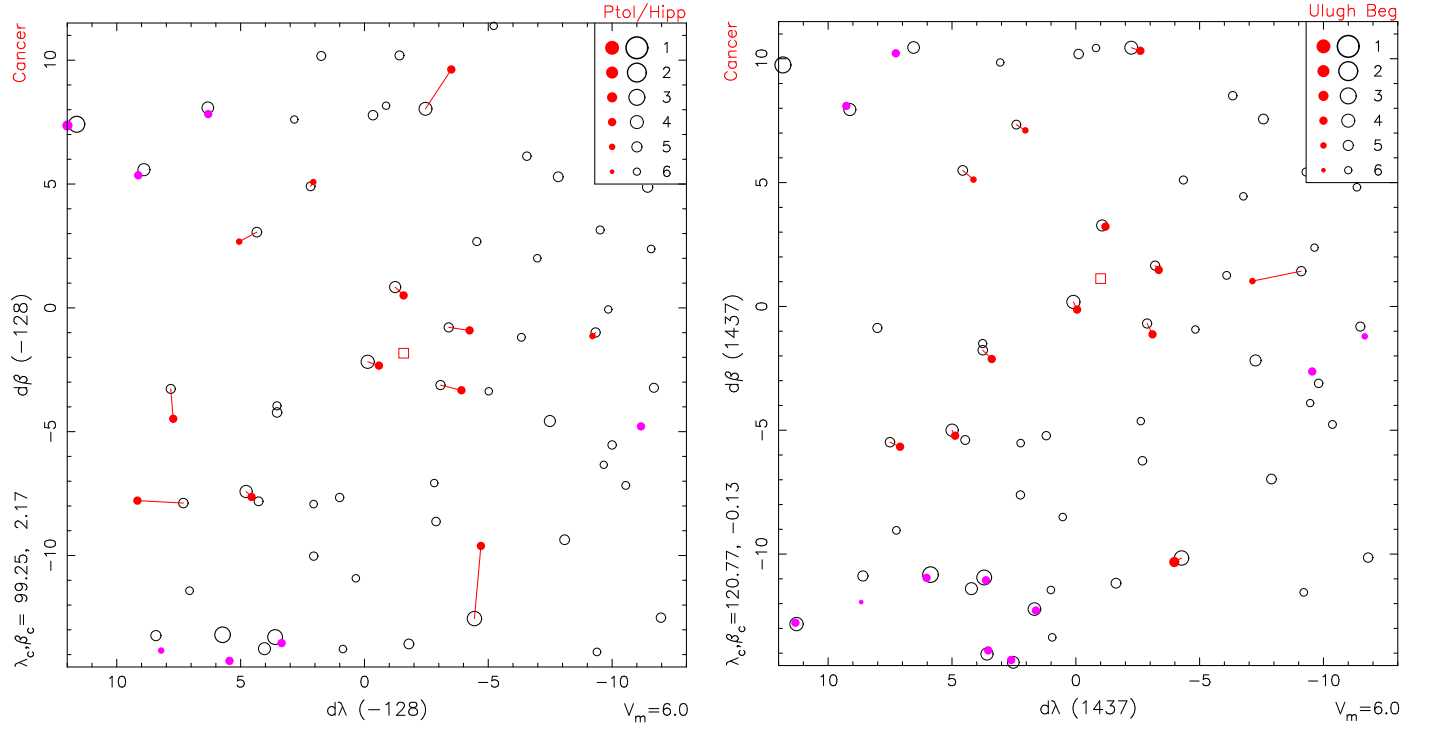 Ptol/Hipp
Cancer
1
2
3
4
5
6
10
5
0
−5
−10
dβ (−128)
λc,βc= 99.25, 2.17
10
5
0
−5
−10
dλ (−128)
Vm=6.0
Ulugh Beg
Cancer
1
2
3
4
5
6
10
5
0
−5
−10
dβ (1437)
λc,βc=120.77, −0.13
10
5
0
−5
−10
dλ (1437)
Vm=6.0